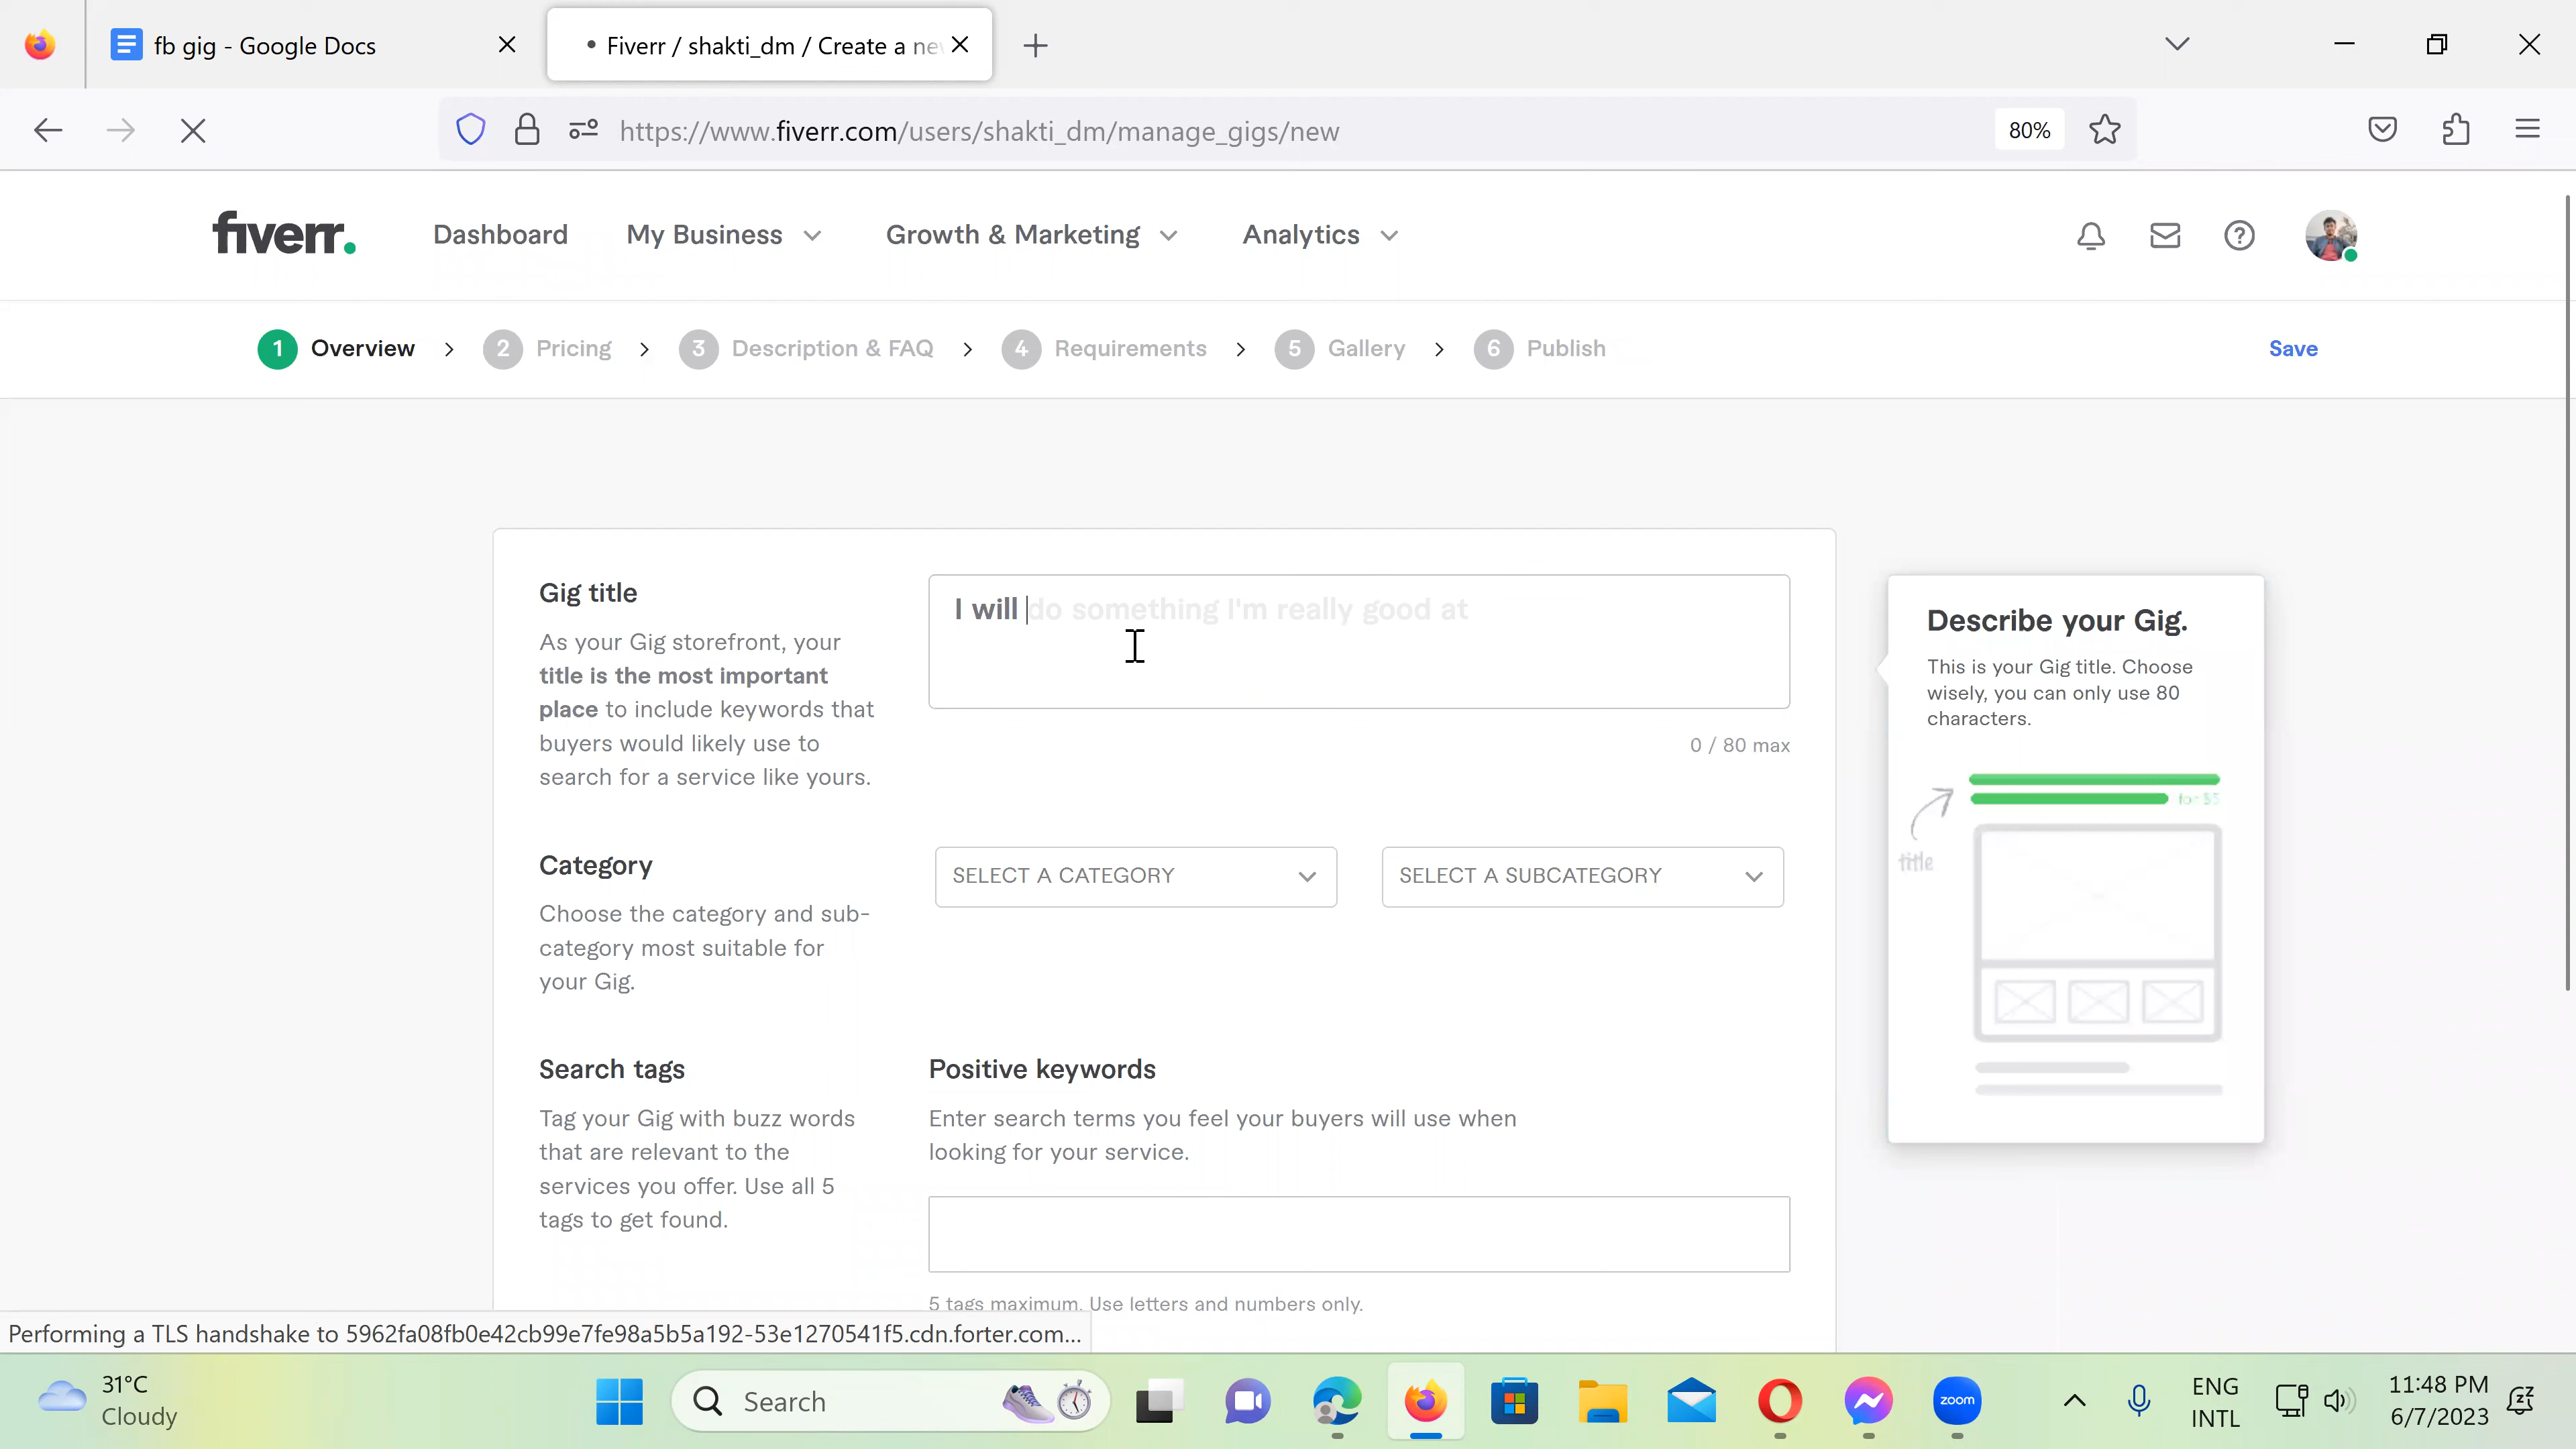 fb gig - Google Docs
• Fiverr / shakti_dm / Create a ne
https://www.fiverr.com/users/shakti_dm/manage_gigs/new
80%
fiverr.
Dashboard
My Business
Growth & Marketing
Analytics
1 Overview
2 Pricing
3 Description & FAQ
4 Requirements
5 Gallery
6 Publish
Save
Gig title
As your Gig storefront, your
title is the most important
place to include keywords that
buyers would likely use to
search for a service like yours.
I will do something I'm really good at
0 / 80 max
Describe your Gig.
This is your Gig title. Choose
wisely, you can only use 80
characters.
for $5
title
Category
Choose the category and sub-
category most suitable for
your Gig.
SELECT A CATEGORY
SELECT A SUBCATEGORY
Search tags
Tag your Gig with buzz words
that are relevant to the
services you offer. Use all 5
tags to get found.
Positive keywords
Enter search terms you feel your buyers will use when
looking for your service.
5 tags maximum. Use letters and numbers only.
Performing a TLS handshake to 5962fa08fb0e42cb99e7fe98a5b5a192-53e1270541f5.cdn.forter.com...
31°C
Cloudy
Search
zoom
ENG
INTL
11:48 PM
6/7/2023